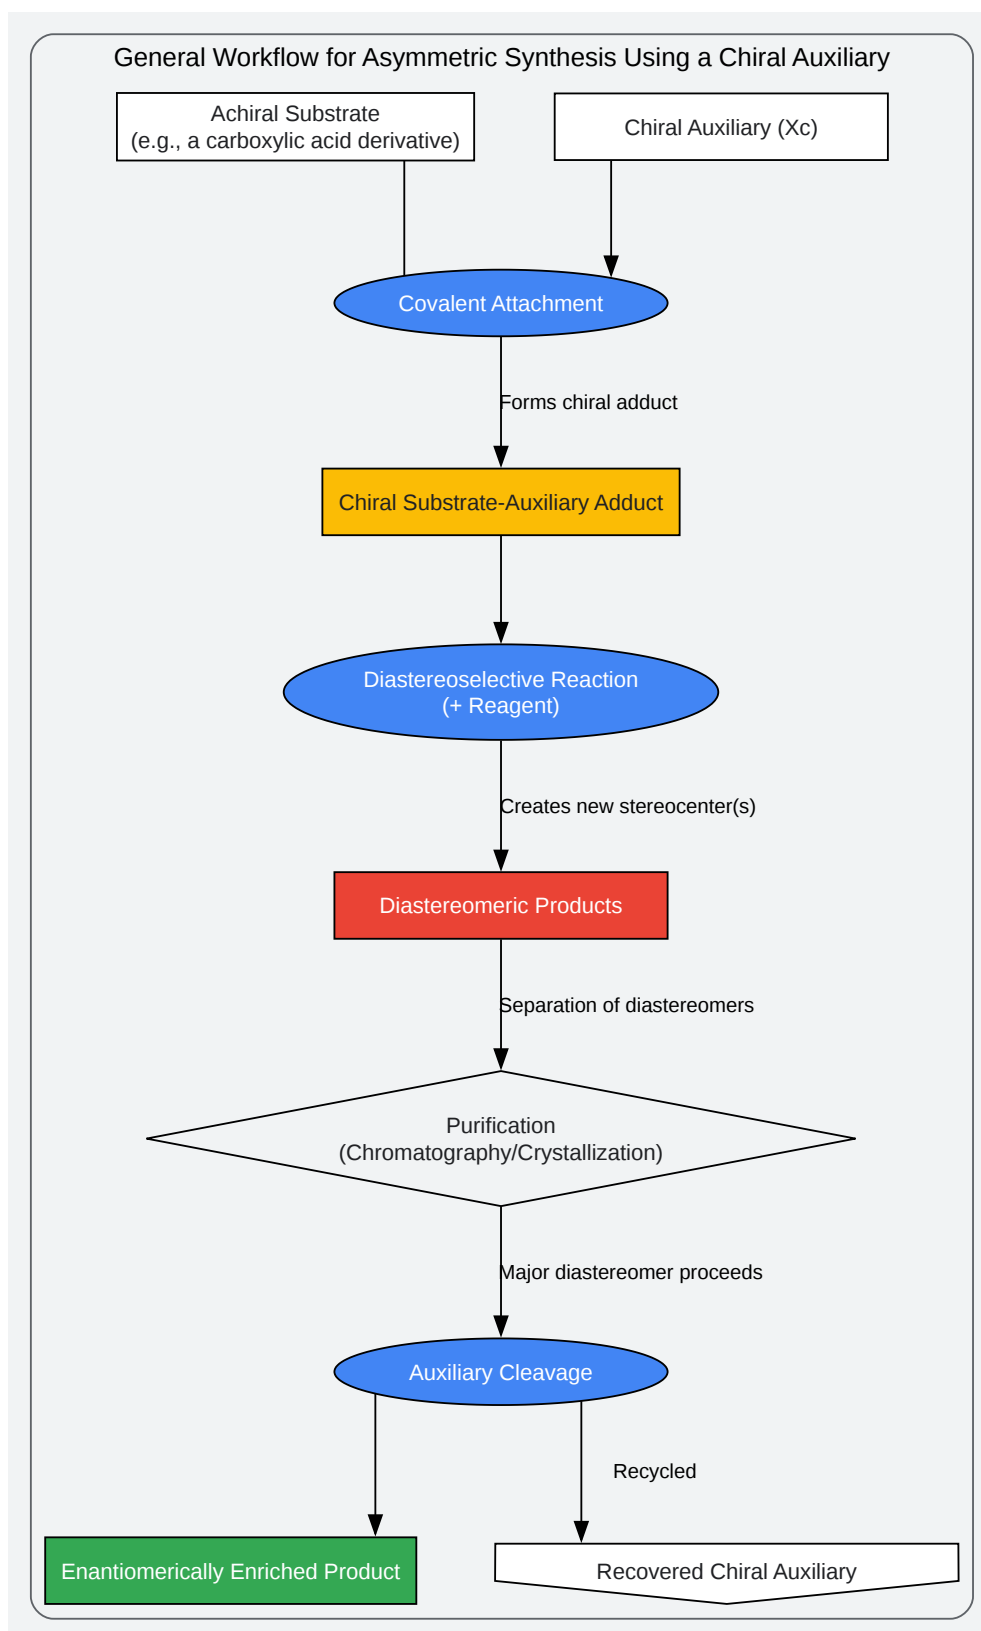 General Workflow for Asymmetric Synthesis Using a Chiral Auxiliary
Achiral Substrate
(e.g., a carboxylic acid derivative)
Chiral Auxiliary (Xc)
Covalent Attachment
Forms chiral adduct
Chiral Substrate-Auxiliary Adduct
Diastereoselective Reaction
(+ Reagent)
Creates new stereocenter(s)
Diastereomeric Products
Separation of diastereomers
Purification
(Chromatography/Crystallization)
Major diastereomer proceeds
Auxiliary Cleavage
Recycled
Enantiomerically Enriched Product
Recovered Chiral Auxiliary